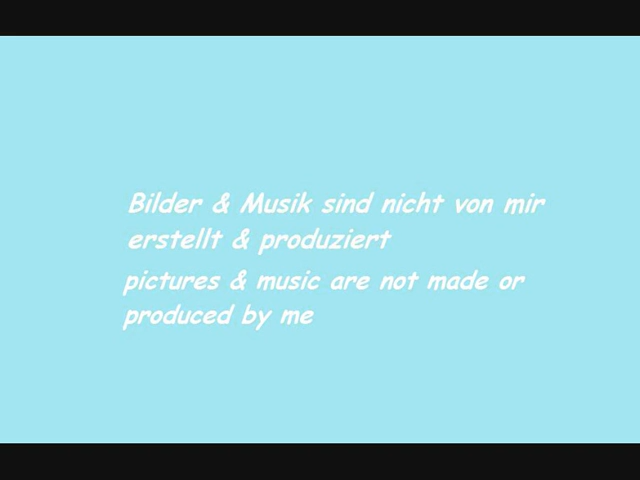 Bilder & Musik sind nicht von mir
erstellt & produziert
pictures & music are not made or
produced by me